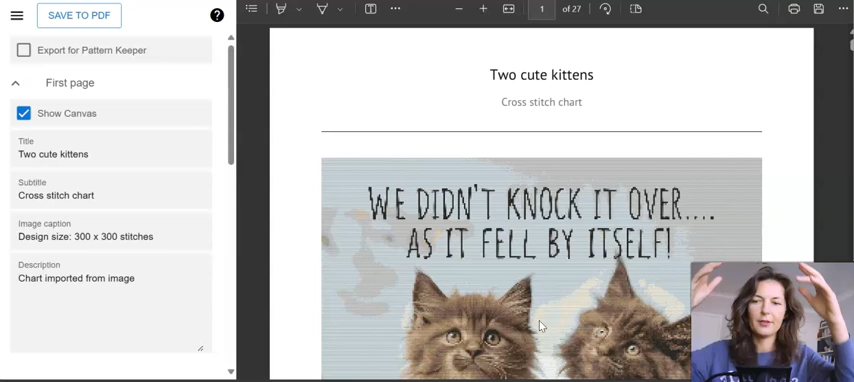 SAVE TO PDF
?
1 of 27
Export for Pattern Keeper
First page
Show Canvas
Title
Two cute kittens
Subtitle
Cross stitch chart
Image caption
Design size: 300 x 300 stitches
Description
Chart imported from image
Two cute kittens
Cross stitch chart
WE DIDN'T KNOCK IT OVER....
AS IT FELL BY ITSELF!